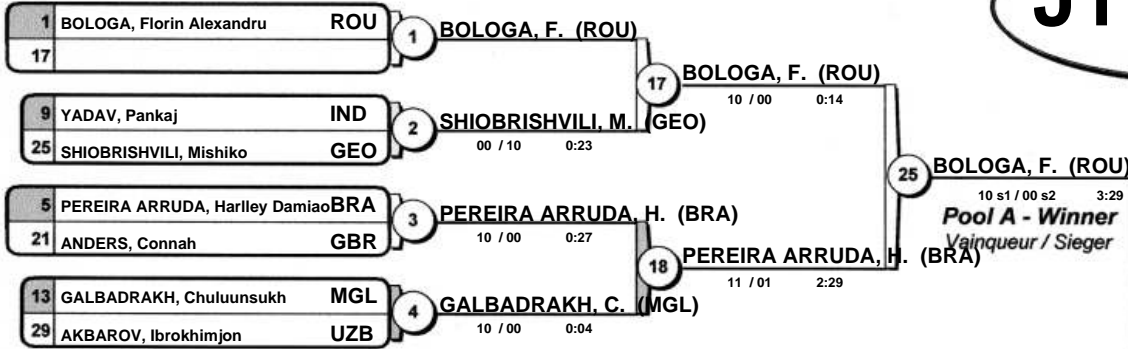 1 BOLOGA, Florin Alexandru ROU
17
1 BOLOGA, F. (ROU)
9 YADAV, Pankaj IND
25 SHIOBRISHVILI, Mishiko GEO
2 SHIOBRISHVILI, M. (GEO)
00 / 10 0:23
17 BOLOGA, F. (ROU)
10 / 00 0:14
5 PEREIRA ARRUDA, Harlley Damiao BRA
21 ANDERS, Connah GBR
3 PEREIRA ARRUDA, H. (BRA)
10 / 00 0:27
13 GALBADRAKH, Chuluunsukh MGL
29 AKBAROV, Ibrokhimjon UZB
4 GALBADRAKH, C. (MGL)
10 / 00 0:04
18 PEREIRA ARRUDA, H. (BRA)
11 / 01 2:29
25 BOLOGA, F. (ROU)
10 s1 / 00 s2 3:29
Pool A - Winner
Vainqueur / Sieger